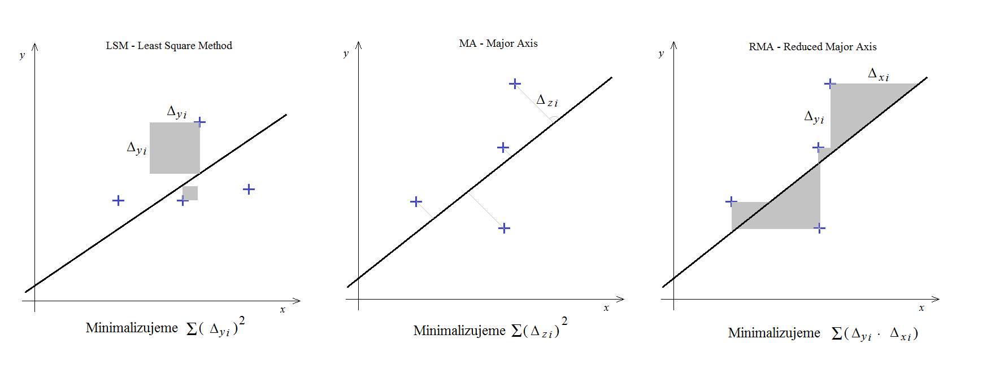 LSM - Least Square Method
y
Δyi
Δyi
x
Minimalizujeme Σ( Δyi)²
MA - Major Axis
y
Δzi
x
Minimalizujeme Σ(Δzi)²
RMA - Reduced Major Axis
y
Δxi
Δyi
x
Minimalizujeme Σ(Δyi · Δxi)